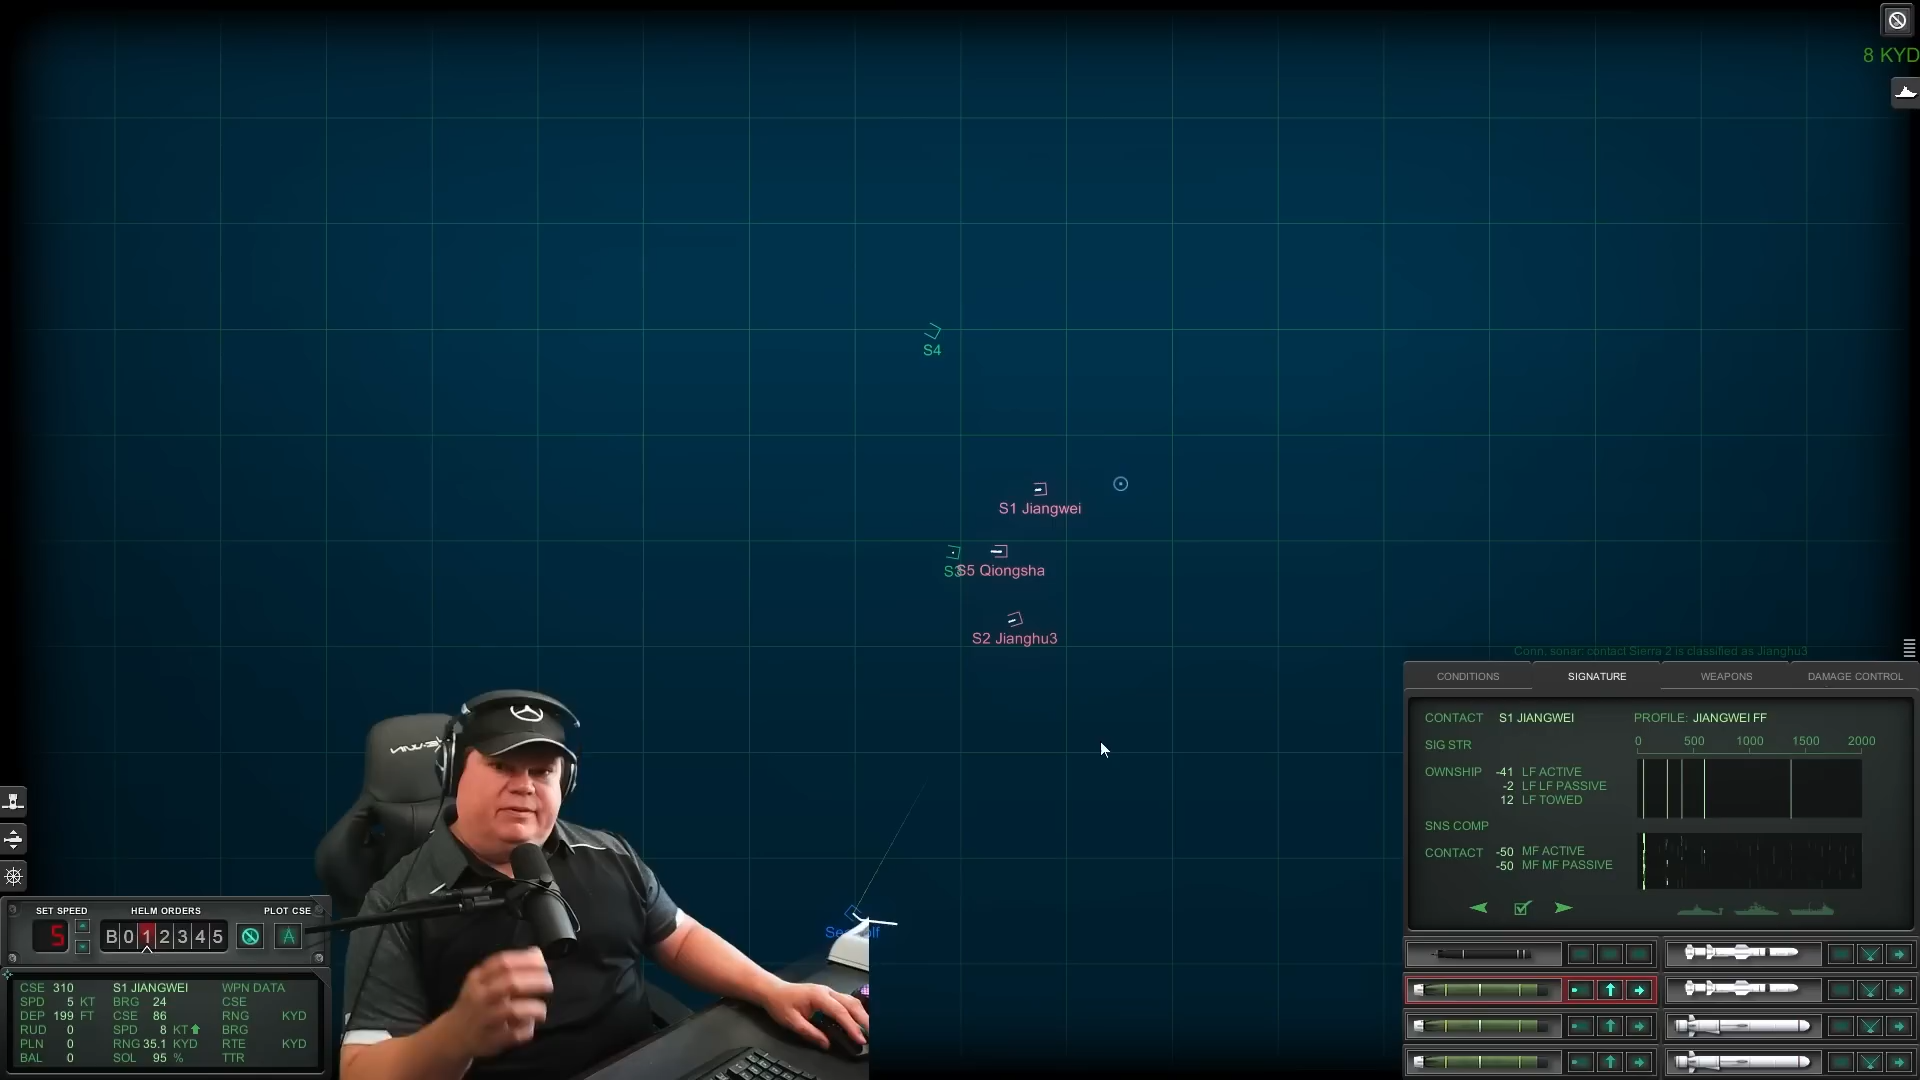 8 KYD
S4
S1 Jiangwei
S5 Qiongsha
S2 Jianghu3
Conn, sonar: contact Sierra 2 is classified as Jianghu3
CONDITIONS SIGNATURE WEAPONS DAMAGE CONTROL
CONTACT S1 JIANGWEI PROFILE: JIANGWEI FF
SIG STR 0 500 1000 1500 2000
OWNSHIP -41 LF ACTIVE
-2 LF LF PASSIVE
12 LF TOWED
SNS COMP
CONTACT -50 MF ACTIVE
-50 MF MF PASSIVE
SET SPEED HELM ORDERS PLOT CSE
5 B 0 1 2 3 4 5
CSE 310 S1 JIANGWEI WPN DATA
SPD 5 KT BRG 24 CSE
DEP 199 FT CSE 86 RNG KYD
RUD 0 SPD 8 KT BRG
PLN 0 RNG 35.1 KYD RTE KYD
BAL 0 SOL 95 % TTR